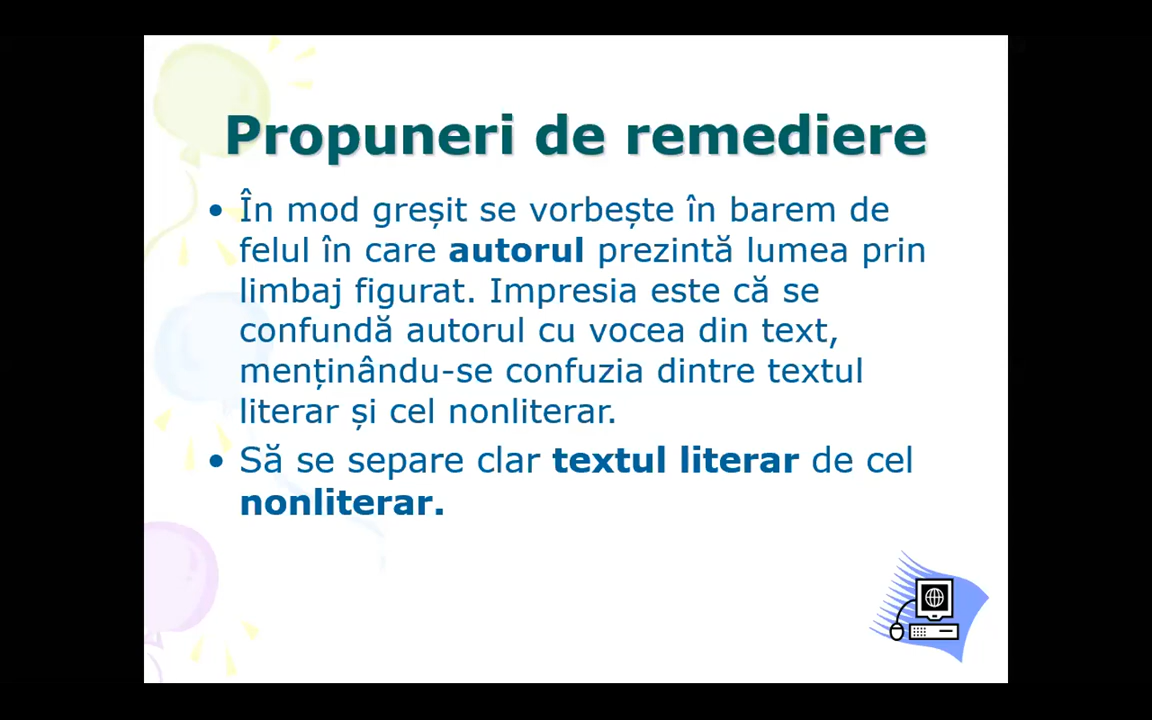 Propuneri de remediere
• În mod greșit se vorbește în barem de
felul în care autorul prezintă lumea prin
limbaj figurat. Impresia este că se
confundă autorul cu vocea din text,
menținându-se confuzia dintre textul
literar și cel nonliterar.
• Să se separe clar textul literar de cel
nonliterar.